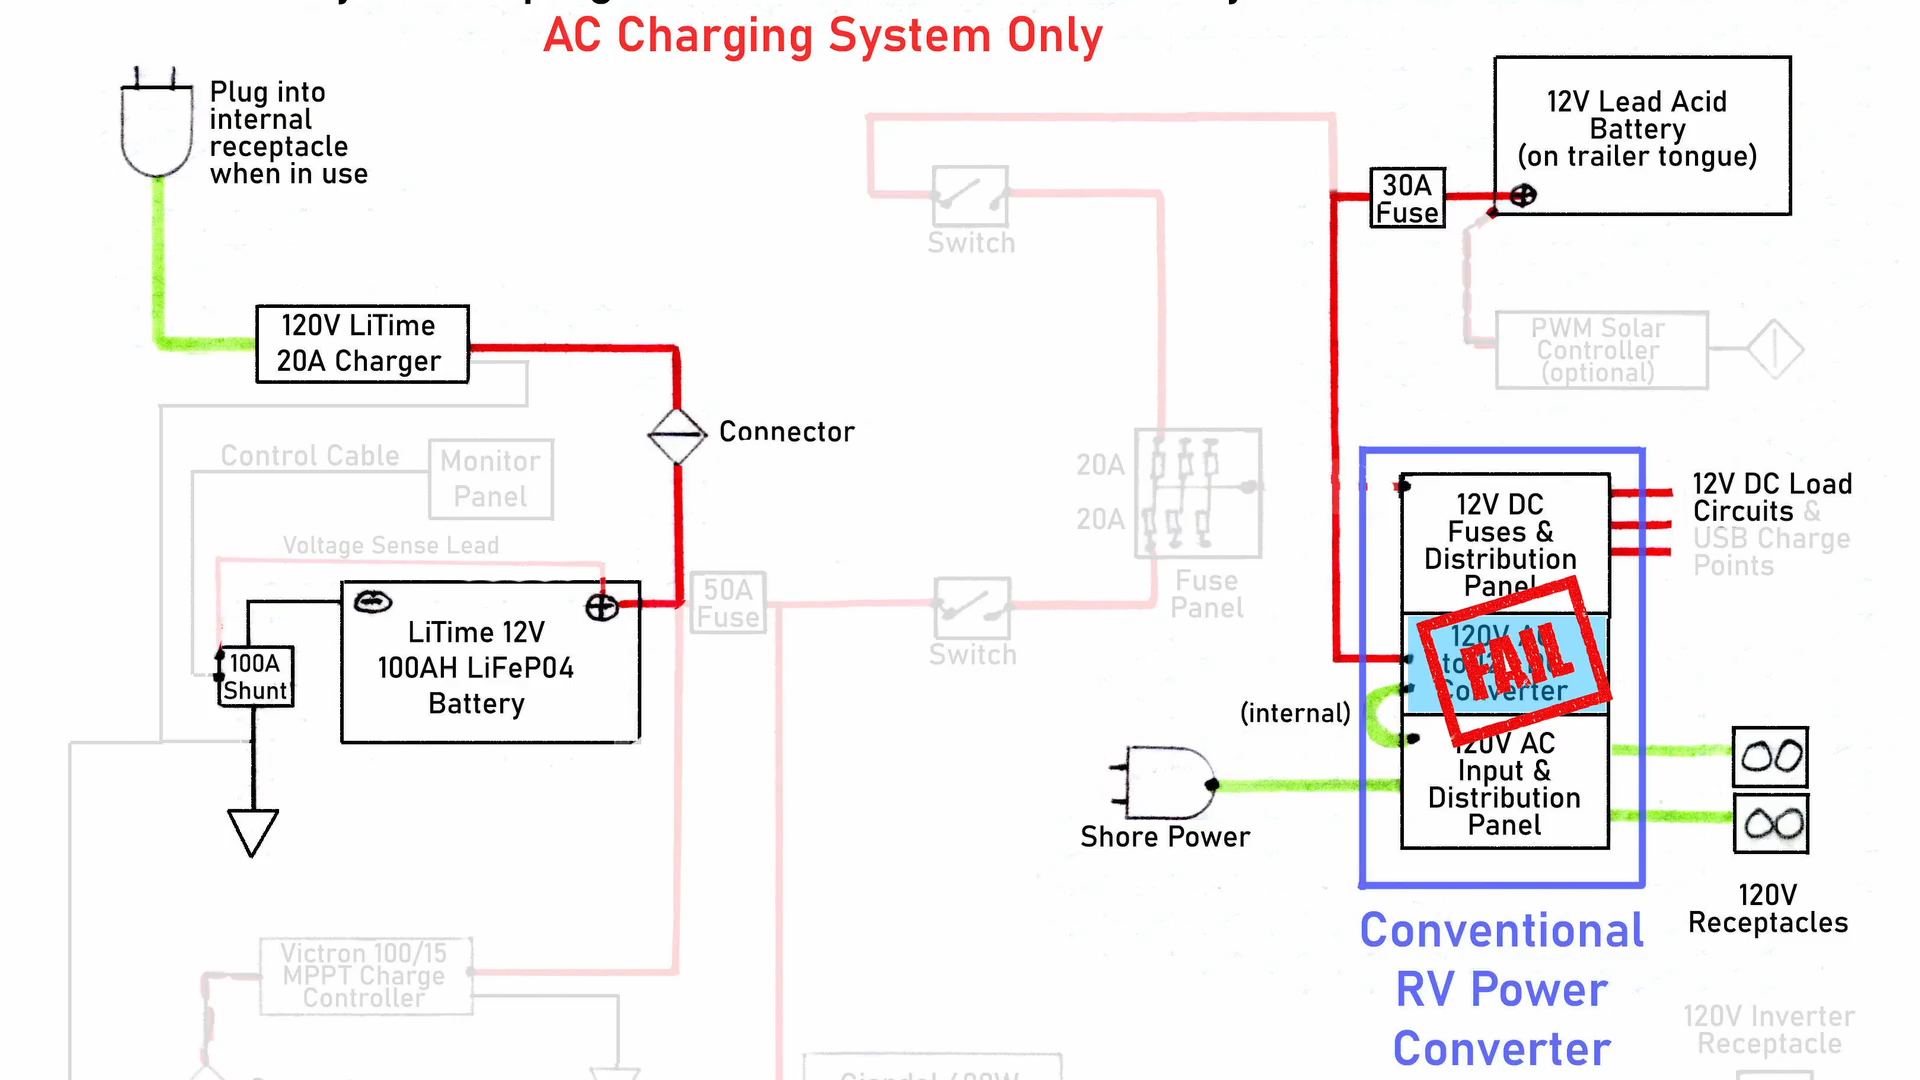 AC Charging System Only
Plug into
internal
receptacle
when in use
12V Lead Acid
Battery
(on trailer tongue)
30A
Fuse
Switch
120V LiTime
20A Charger
PWM Solar
Controller
(optional)
Connector
Control Cable
Monitor
Panel
20A
20A
Fuse
Panel
12V DC
Fuses &
Distribution
Panel
12V DC Load
Circuits &
USB Charge
Points
Voltage Sense Lead
50A
Fuse
Switch
LiTime 12V
100AH LiFePO4
Battery
100A
Shunt
120V
Converter
FAIL
(internal)
120V AC
Input &
Distribution
Panel
Shore Power
120V
Receptacles
Conventional
RV Power
Converter
Victron 100/15
MPPT Charge
Controller
120V Inverter
Receptacle